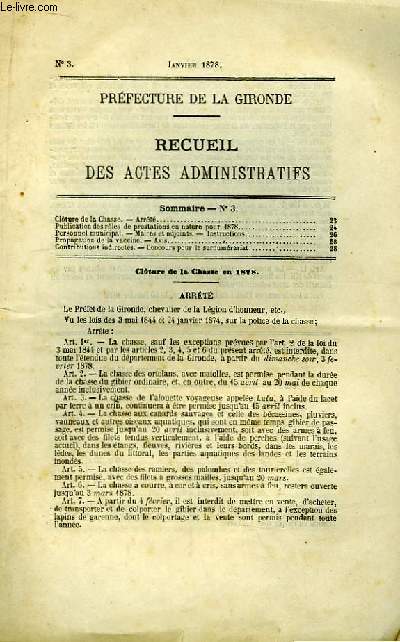 Le-livre.com
N° 3. JANVIER 1878.
PRÉFECTURE DE LA GIRONDE
RECUEIL
DES ACTES ADMINISTRATIFS
Sommaire — N° 3.
Clôture de la Chasse. — Arrêté 23
Publication des rôles de prestations en nature pour 1878 24
Personnel municipal. — Maires et adjoints. — Instructions 26
Propagation de la vaccine. — Avis 28
Contributions indirectes. — Concours pour le surnumérariat 28
Clôture de la Chasse en 1878.
ARRÊTÉ
Le Préfet de la Gironde, chevalier de la Légion d'honneur, etc.,
Vu les lois des 3 mai 1844 et 24 janvier 1874, sur la police de la chasse;
Arrête :
Art. 1er. — La chasse, sauf les exceptions prévues par l'art. 2 de la loi du
3 mai 1844 et par les articles 2, 3, 4, 5 et 6 du présent arrêté, est interdite, dans
toute l'étendue du département de la Gironde, à partir du dimanche soir, 3 fé-
vrier 1878.
Art. 2. — La chasse des ortolans, avec matolles, est permise pendant la durée
de la chasse du gibier ordinaire, et, en outre, du 15 avril au 20 mai de chaque
année inclusivement.
Art. 3. — La chasse de l'alouette voyageuse appelée Lulu, à l'aide du lacet
par terre à un crin, continuera à être permise jusqu'au 15 avril inclus.
Art. 4. — La chasse aux canards sauvages et celle des bécassines, pluviers,
vanneaux et autres oiseaux aquatiques, qui sont en même temps gibier de pas-
sage, est permise jusqu'au 20 avril inclusivement, soit avec des armes à feu,
soit avec des filets tendus verticalement, à l'aide de perches (suivant l'usage
accueil), dans les étangs, fleuves, rivières et leurs bords, dans les marais, les
lèdes, les dunes du littoral, les parties aquatiques des landes et les terrains
inondés.
Art. 5. — La chasse des ramiers, des palombes et des tourterelles est égale-
ment permise, avec des filets à grosses mailles, jusqu'au 20 mars.
Art. 6. — La chasse à courre, à cor et à cris, sans armes à feu, restera ouverte
jusqu'au 3 mars 1878.
Art. 7. — A partir du 4 février, il est interdit de mettre en vente, d'acheter,
de transporter et de colporter le gibier dans le département, à l'exception des
lapins de garenne, dont le colportage et la vente sont permis pendant toute
l'année.